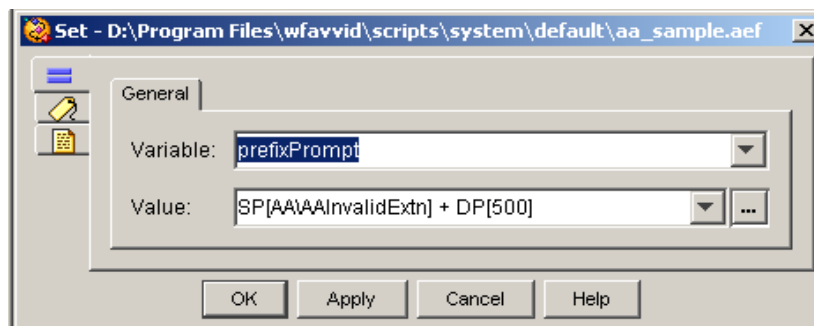 Set - D:\Program Files\wfavvid\scripts\system\default\aa_sample.aef
General
Variable: prefixPrompt
Value: SP[AA\AAInvalidExtn] + DP[500] ...
OK Apply Cancel Help